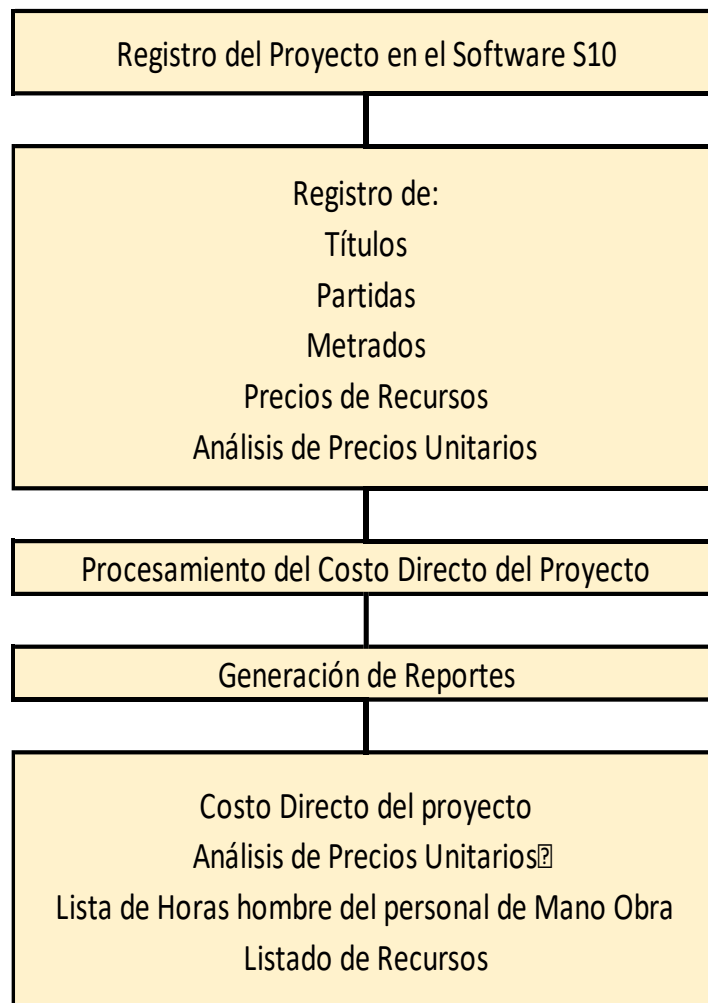 Registro del Proyecto en el Software S10
Registro de:
Títulos
Partidas
Metrados
Precios de Recursos
Análisis de Precios Unitarios
Procesamiento del Costo Directo del Proyecto
Generación de Reportes
Costo Directo del proyecto
Análisis de Precios Unitarios⍰
Lista de Horas hombre del personal de Mano Obra
Listado de Recursos